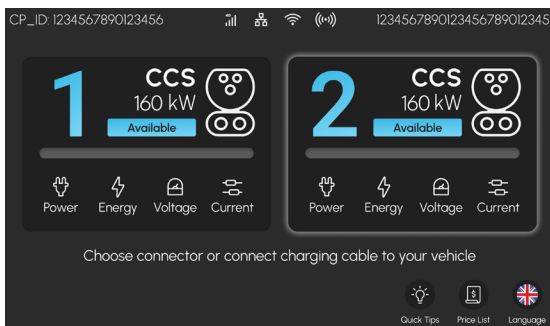 CP_ID: 1234567890123456 1234567890123456789012345
1 CCS 160 kW Available
Power Energy Voltage Current
2 CCS 160 kW Available
Power Energy Voltage Current
Choose connector or connect charging cable to your vehicle
Quick Tips Price List Language